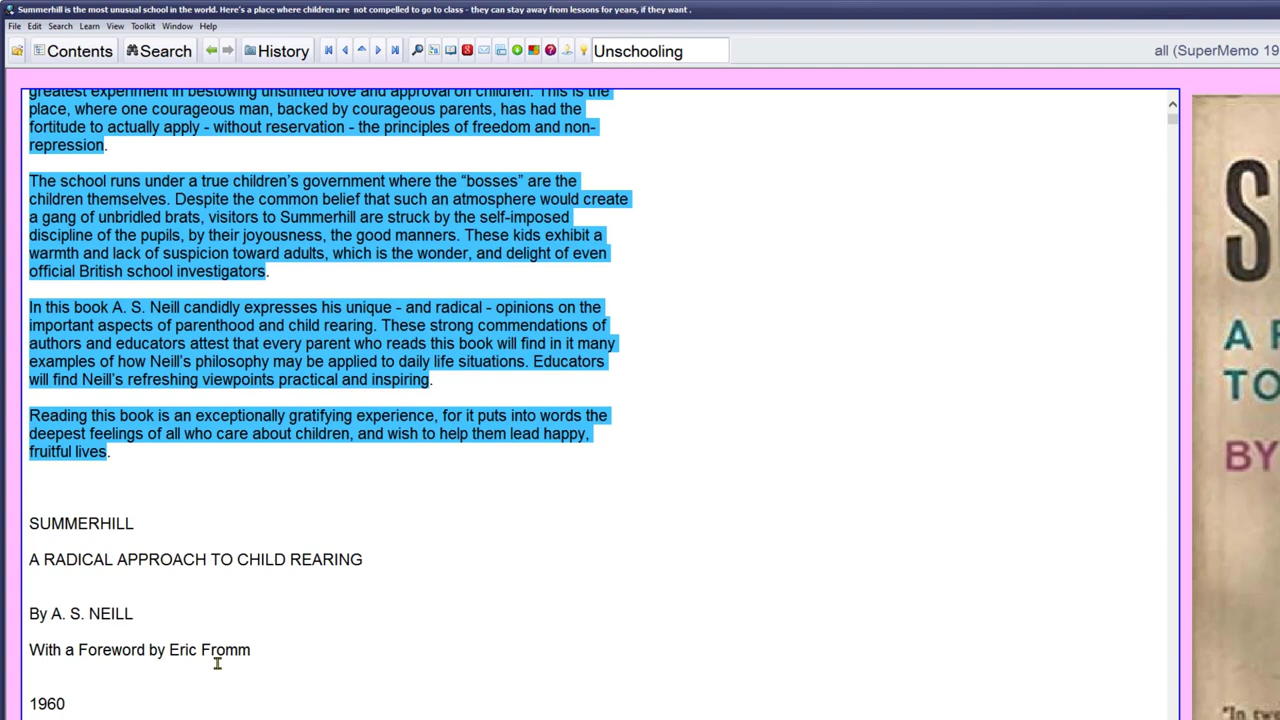 Summerhill is the most unusual school in the world. Here's a place where children are not compelled to go to class - they can stay away from lessons for years, if they want .
File Edit Search Learn View Toolkit Window Help
Contents Search History Unschooling all (SuperMemo 19
greatest experiment in bestowing unstinted love and approval on children. This is the
place, where one courageous man, backed by courageous parents, has had the
fortitude to actually apply - without reservation - the principles of freedom and non-
repression.
The school runs under a true children’s government where the “bosses” are the
children themselves. Despite the common belief that such an atmosphere would create
a gang of unbridled brats, visitors to Summerhill are struck by the self-imposed
discipline of the pupils, by their joyousness, the good manners. These kids exhibit a
warmth and lack of suspicion toward adults, which is the wonder, and delight of even
official British school investigators.
In this book A. S. Neill candidly expresses his unique - and radical - opinions on the
important aspects of parenthood and child rearing. These strong commendations of
authors and educators attest that every parent who reads this book will find in it many
examples of how Neill’s philosophy may be applied to daily life situations. Educators
will find Neill’s refreshing viewpoints practical and inspiring.
Reading this book is an exceptionally gratifying experience, for it puts into words the
deepest feelings of all who care about children, and wish to help them lead happy,
fruitful lives.
SUMMERHILL
A RADICAL APPROACH TO CHILD REARING
By A. S. NEILL
With a Foreword by Eric Fromm
1960
S
A
TO
BY